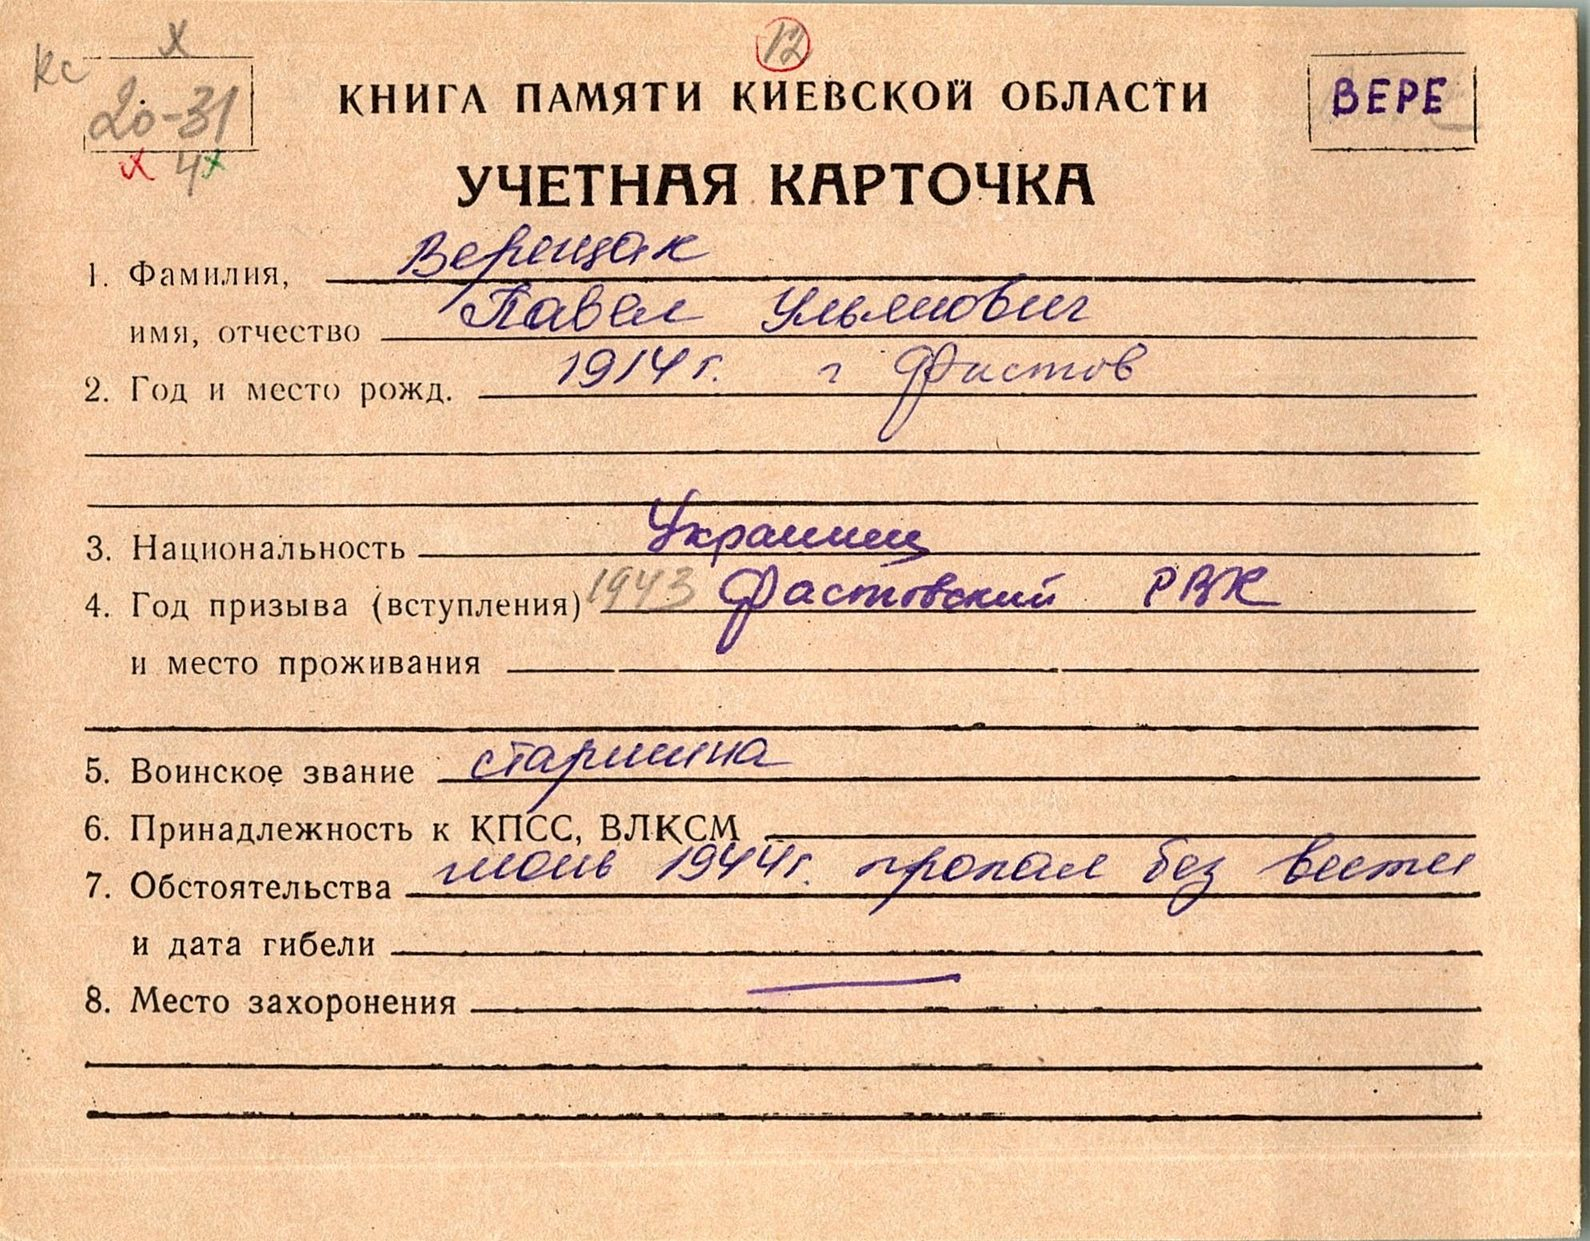 Кс х 12
20-31
КНИГА ПАМЯТИ КИЕВСКОЙ ОБЛАСТИ
ВЕРЕ
х 4 х
УЧЕТНАЯ КАРТОЧКА
1. Фамилия, Верещак
имя, отчество Павел Ульянович
2. Год и место рожд. 1914 г. г Фастов
3. Национальность Украинец
4. Год призыва (вступления) 1943 Фастовский РВК
и место проживания
5. Воинское звание старшина
6. Принадлежность к КПСС, ВЛКСМ
7. Обстоятельства июнь 1944 г. пропал без вести
и дата гибели
8. Место захоронения —